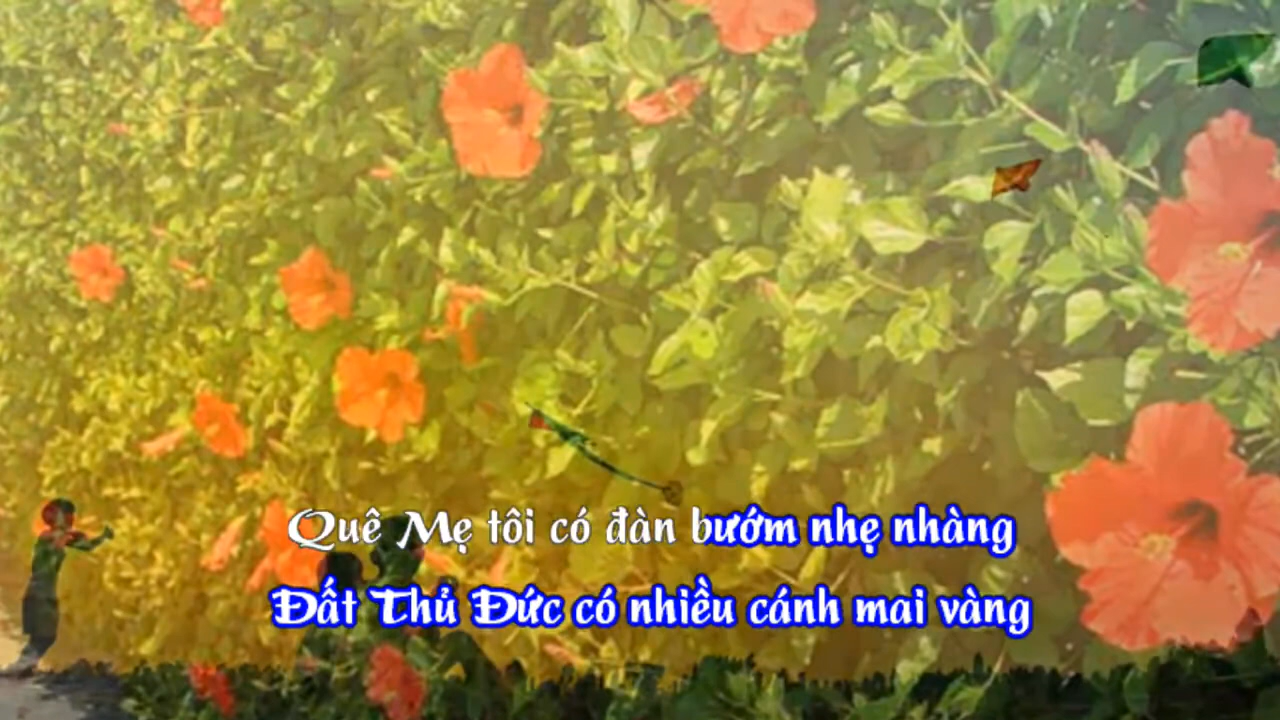 Quê Mẹ tôi có đàn bướm nhẹ nhàng
Đất Thủ Đức có nhiều cánh mai vàng